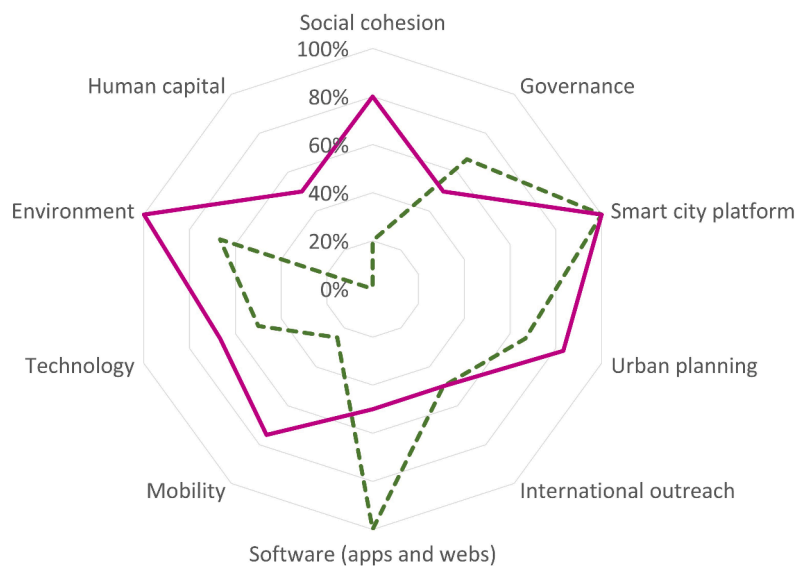 Social cohesion
100%
Human capital
Governance
80%
60%
40%
Environment
Smart city platform
20%
0%
Technology
Urban planning
Mobility
International outreach
Software (apps and webs)